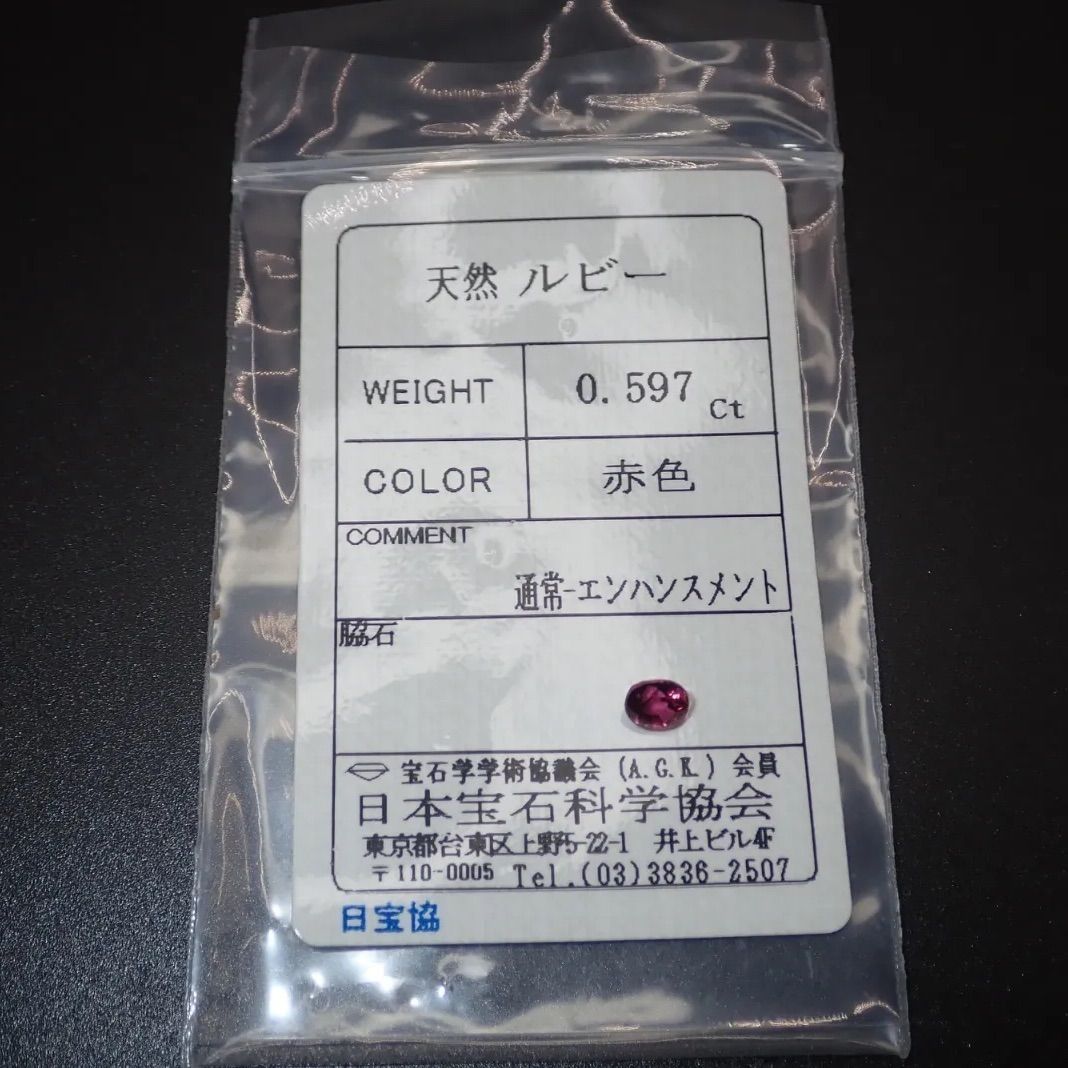 天然 ルビー
WEIGHT 0.597 Ct
COLOR 赤色
COMMENT
通常-エンハンスメント
脇石
宝石学学術協議会 (A.G.K.) 会員
日本宝石科学協会
東京都台東区上野5-22-1 井上ビル4F
〒110-0005 Tel.(03)3836-2507
日宝協